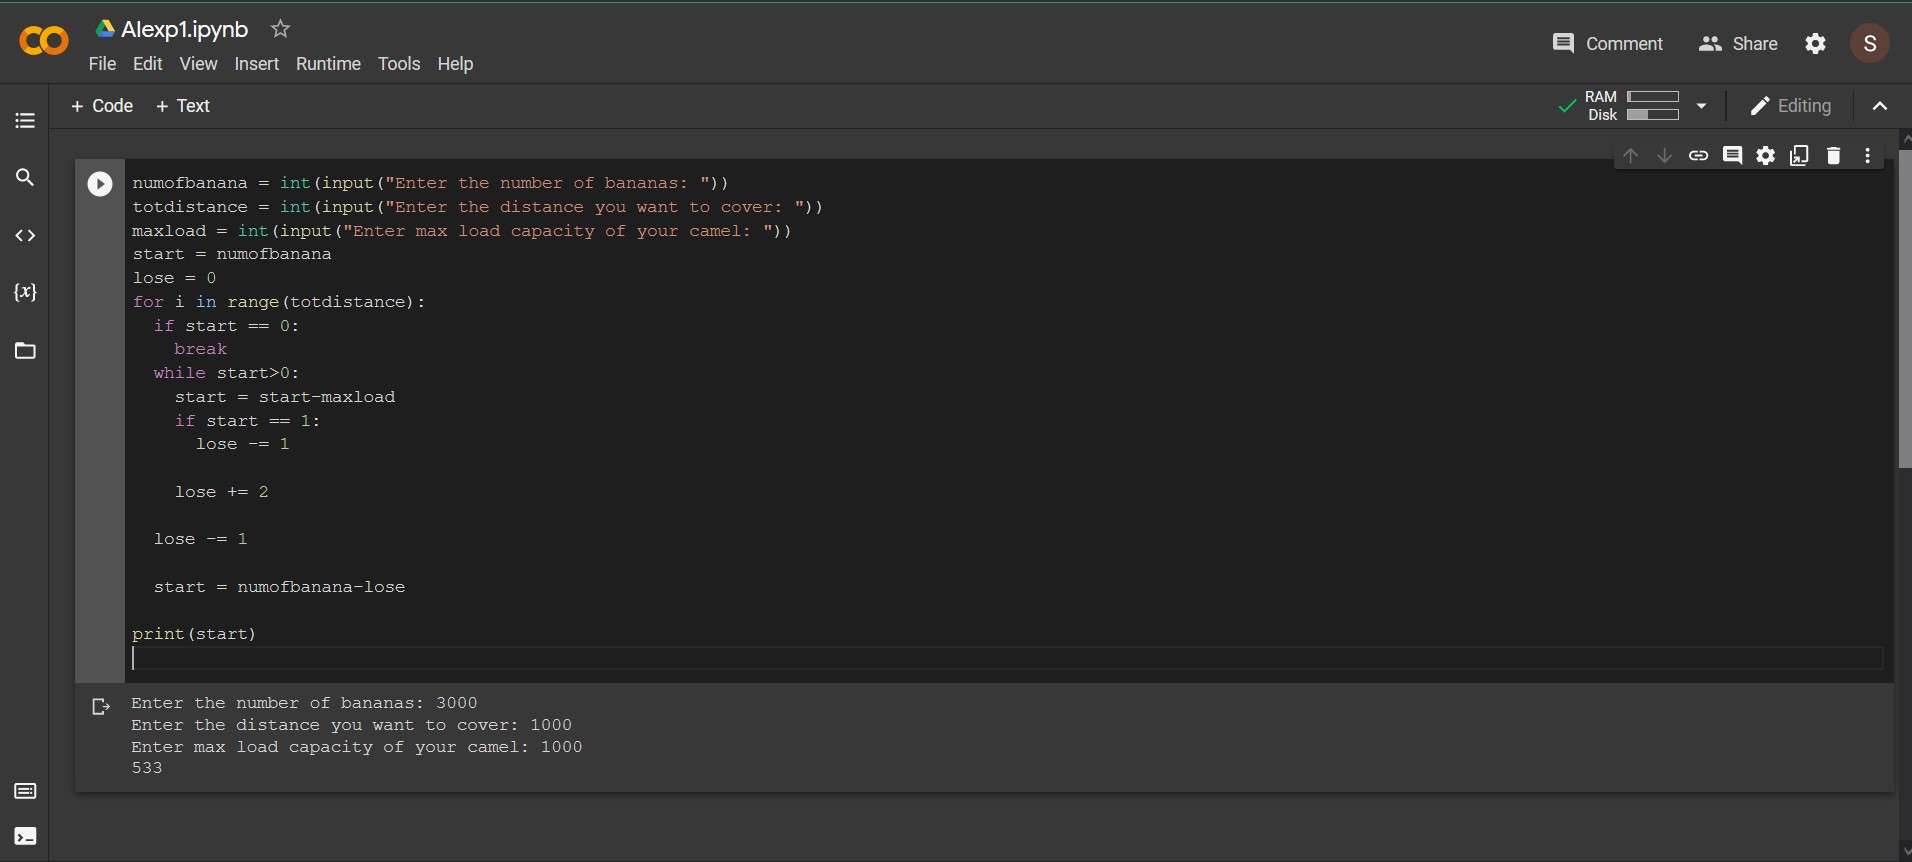 Alexp1.ipynb
File Edit View Insert Runtime Tools Help
Comment
Share
S
+ Code + Text
RAM
Disk
Editing
numofbanana = int(input("Enter the number of bananas: "))
totdistance = int(input("Enter the distance you want to cover: "))
maxload = int(input("Enter max load capacity of your camel: "))
start = numofbanana
lose = 0
for i in range(totdistance):
  if start == 0:
    break
  while start>0:
    start = start-maxload
    if start == 1:
      lose -= 1
    lose += 2
  lose -= 1
  start = numofbanana-lose
print(start)
Enter the number of bananas: 3000
Enter the distance you want to cover: 1000
Enter max load capacity of your camel: 1000
533